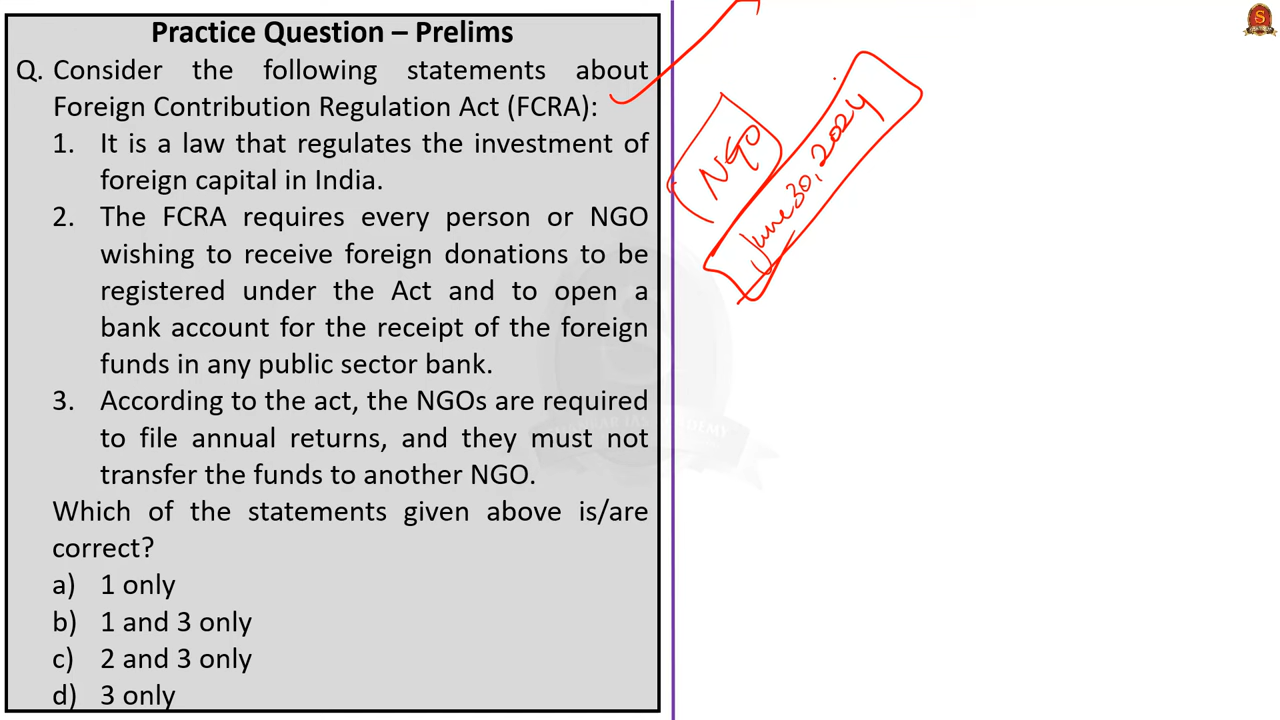 Practice Question – Prelims
Q. Consider the following statements about
Foreign Contribution Regulation Act (FCRA):
1. It is a law that regulates the investment of
foreign capital in India.
2. The FCRA requires every person or NGO
wishing to receive foreign donations to be
registered under the Act and to open a
bank account for the receipt of the foreign
funds in any public sector bank.
3. According to the act, the NGOs are required
to file annual returns, and they must not
transfer the funds to another NGO.
Which of the statements given above is/are
correct?
a) 1 only
b) 1 and 3 only
c) 2 and 3 only
d) 3 only
NGO
June 30, 2024